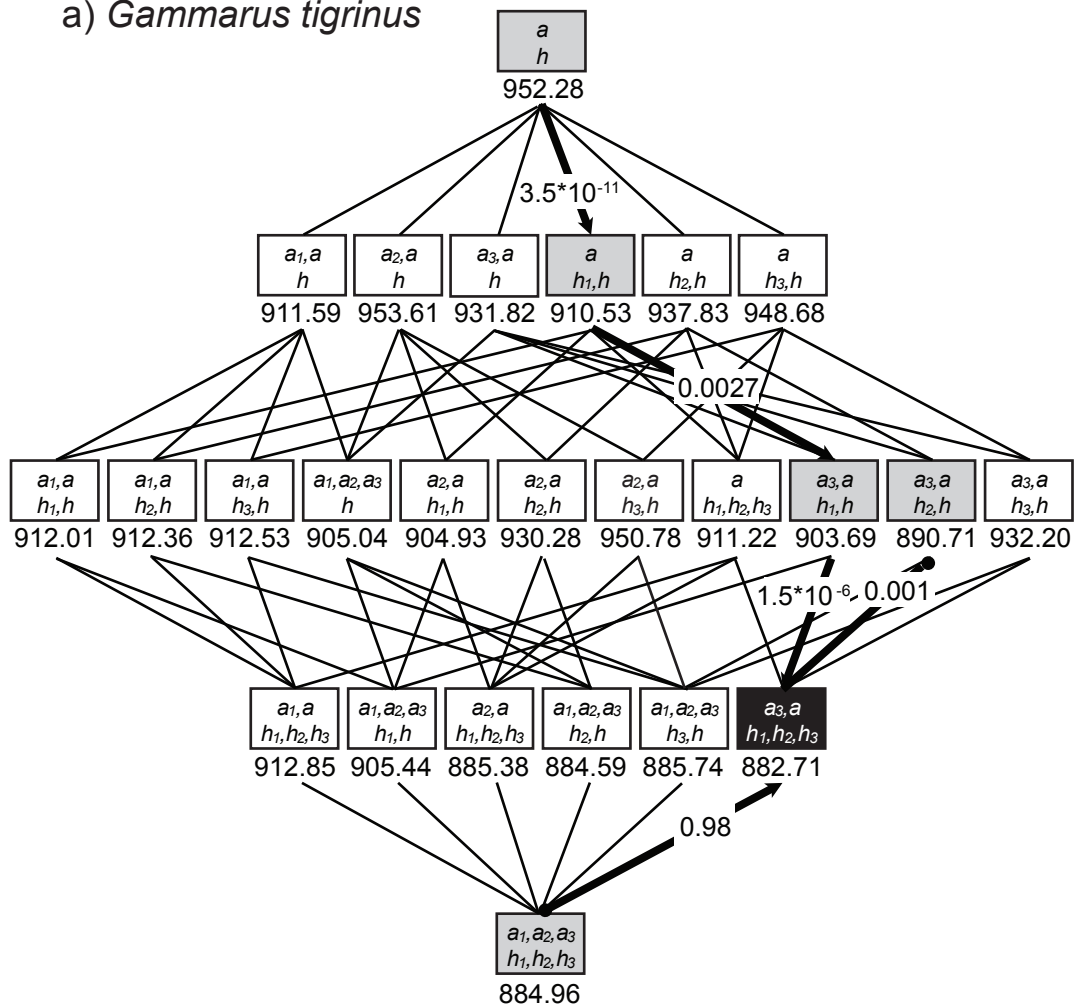 a) Gammarus tigrinus
a
h
952.28
3.5*10⁻¹¹
a₁,a a₂,a a₃,a a a a
h h h h₁,h h₂,h h₃,h
911.59 953.61 931.82 910.53 937.83 948.68
0.0027
a₁,a a₁,a a₁,a a₁,a₂,a₃ a₂,a a₂,a a₂,a a a₃,a a₃,a a₃,a
h₁,h h₂,h h₃,h h h₁,h h₂,h h₃,h h₁,h₂,h₃ h₁,h h₂,h h₃,h
912.01 912.36 912.53 905.04 904.93 930.28 950.78 911.22 903.69 890.71 932.20
1.5*10⁻⁶ 0.001
a₁,a a₁,a₂,a₃ a₂,a a₁,a₂,a₃ a₁,a₂,a₃ a₃,a
h₁,h₂,h₃ h₁,h h₁,h₂,h₃ h₂,h h₃,h h₁,h₂,h₃
912.85 905.44 885.38 884.59 885.74 882.71
0.98
a₁,a₂,a₃
h₁,h₂,h₃
884.96